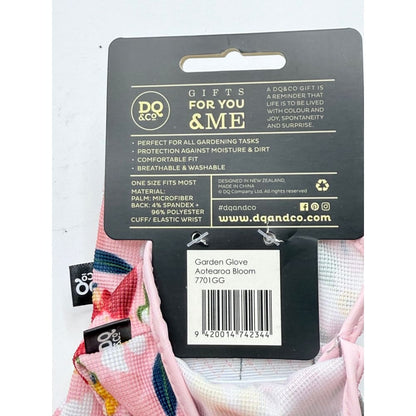 DQ
&CO
GIFTS
FOR YOU
&ME
A DQ&CO GIFT IS
A REMINDER THAT
LIFE IS TO BE LIVED
WITH COLOUR AND
JOY, SPONTANEITY
AND SURPRISE.
• PERFECT FOR ALL GARDENING TASKS
• PROTECTION AGAINST MOISTURE & DIRT
• COMFORTABLE FIT
• BREATHABLE & WASHABLE
ONE SIZE FITS MOST
MATERIAL:
PALM: MICROFIBER
BACK: 4% SPANDEX +
96% POLYESTER
CUFF/ ELASTIC WRIST
DESIGNED IN NEW ZEALAND,
MADE IN CHINA
© DQ Company Ltd. All rights reserved
#dqandco
www.dqandco.com
Garden Glove
Aotearoa Bloom
7701GG
9 420014 742344
DQ
&CO
DQ
&CO